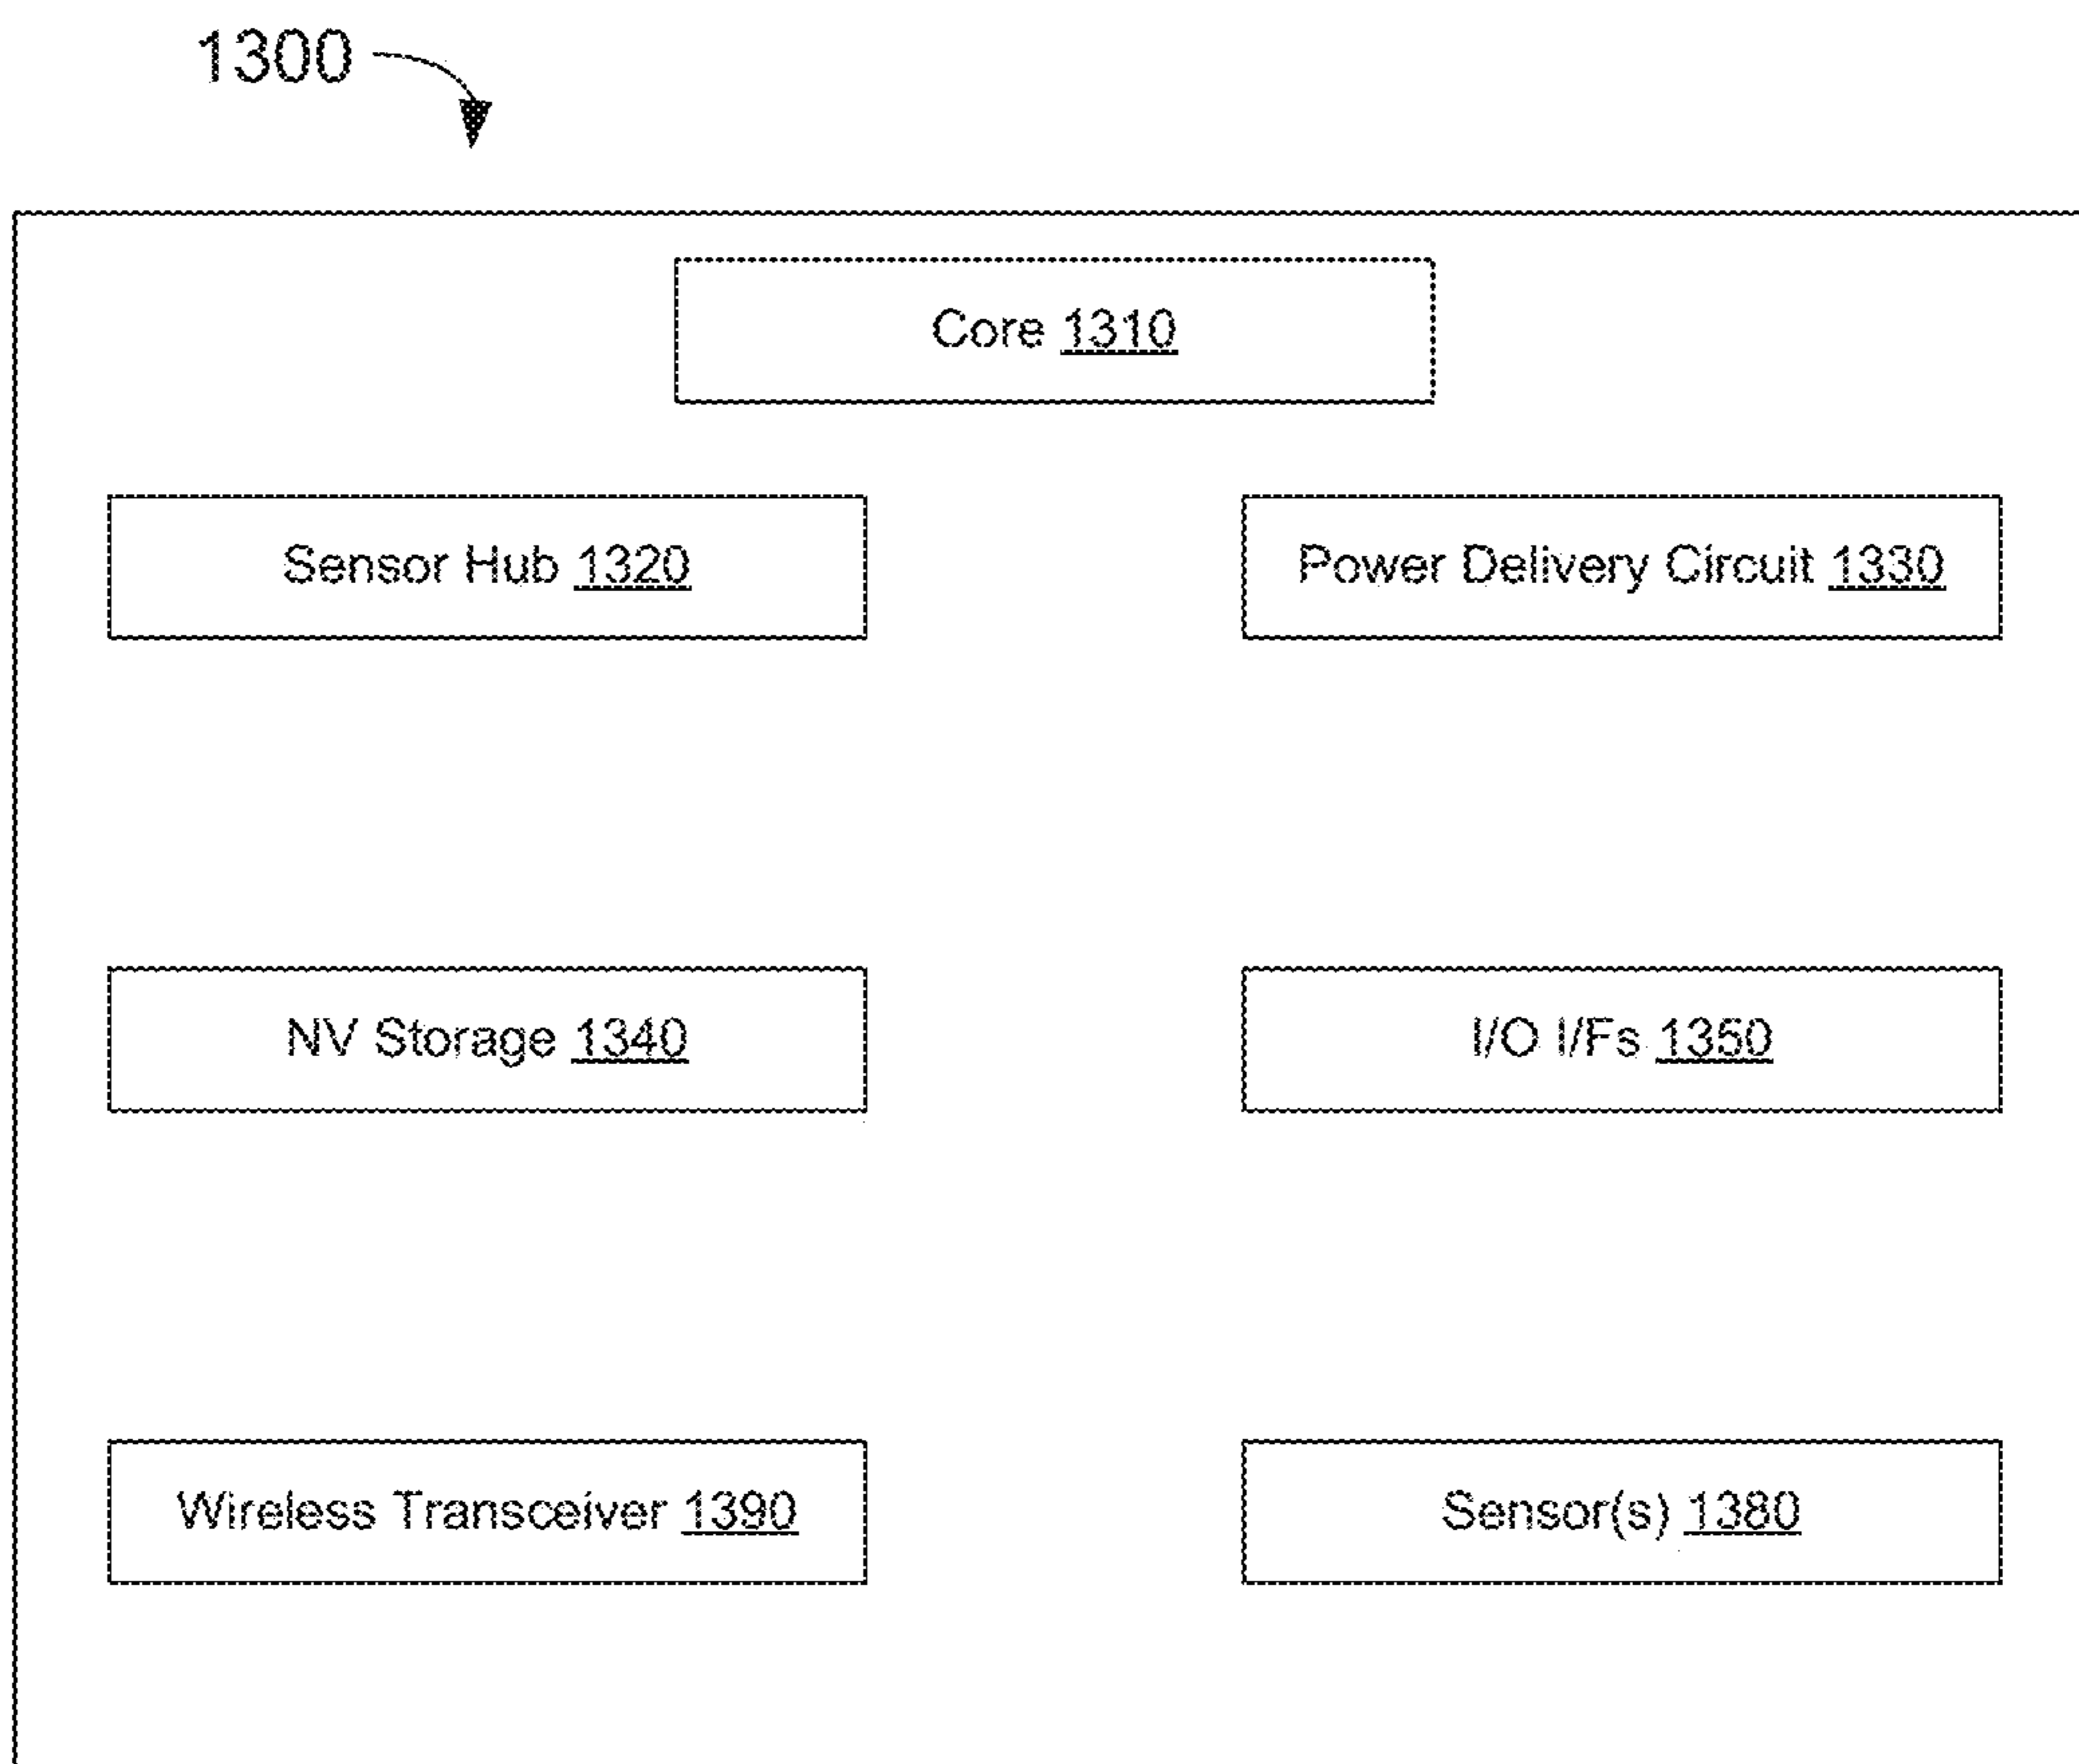 1300
Core 1310
Sensor Hub 1320
Power Delivery Circuit 1330
NV Storage 1340
I/O I/Fs 1350
Wireless Transceiver 1390
Sensor(s) 1380